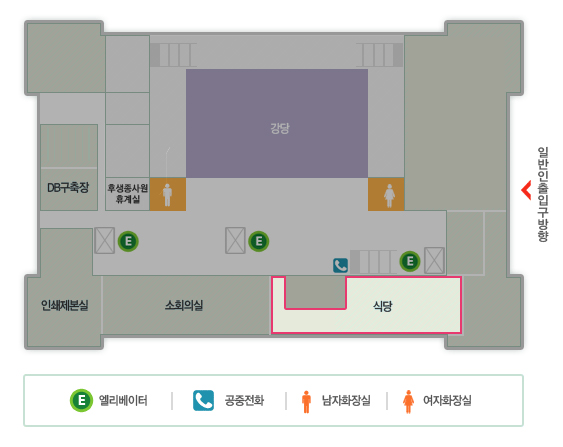 강당
DB구축장
후생종사원
휴계실
E
E
E
인쇄제본실
소회의실
식당
일반인출입구방향
E 엘리베이터
공중전화
남자화장실
여자화장실